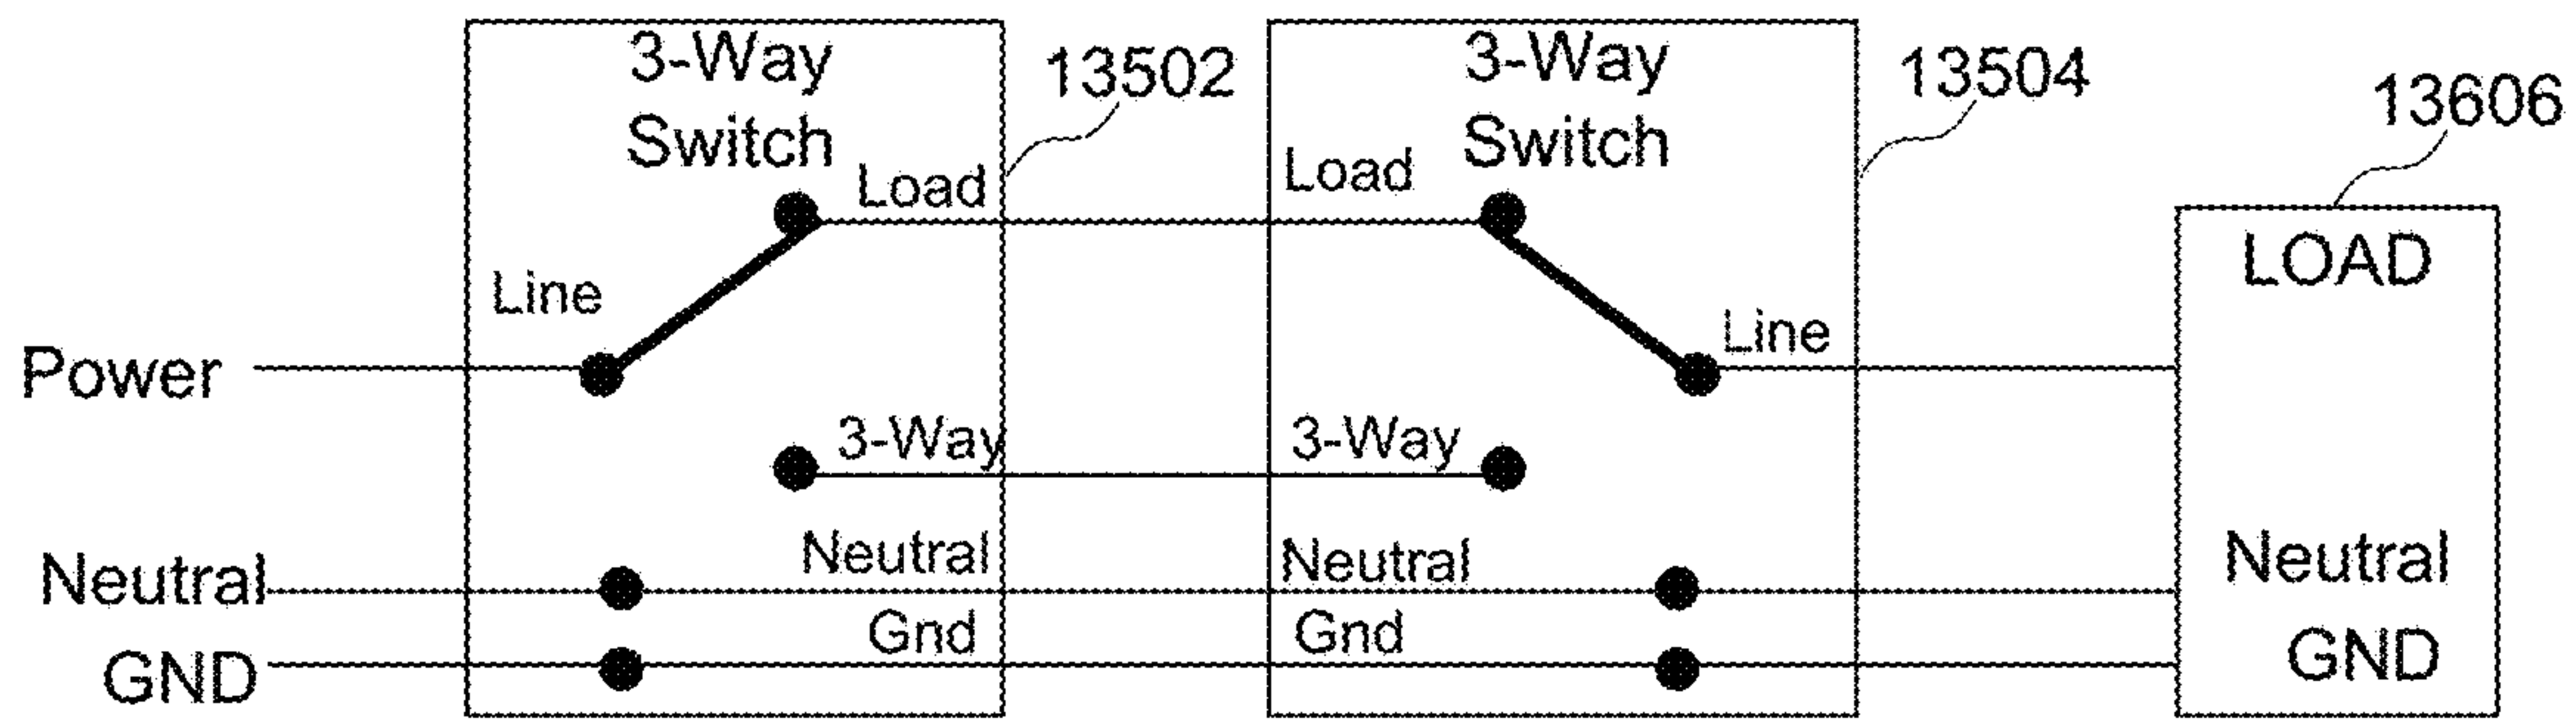 3-Way
Switch
13502
3-Way
Switch
13504
13606
Load
Load
LOAD
Line
Line
Power
3-Way
3-Way
Neutral
Neutral
Neutral
Neutral
Gnd
Gnd
GND
GND